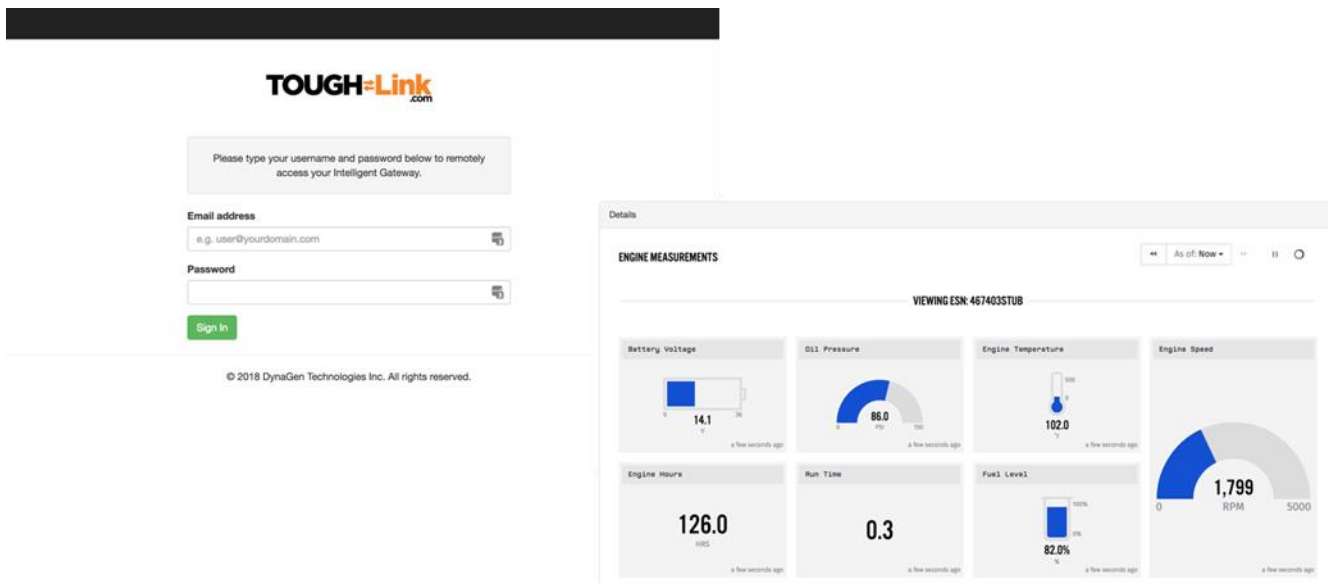 TOUGH Link
.com
Please type your username and password below to remotely
access your Intelligent Gateway.
Email address
e.g. user@yourdomain.com
Password
Sign In
© 2018 DynaGen Technologies Inc. All rights reserved.
Details
ENGINE MEASUREMENTS
As of: Now
VIEWING ESN: 467403STUB
Battery Voltage
0 36
14.1
V
a few seconds ago
Oil Pressure
86.0
0 PSI
a few seconds ago
Engine Temperature
500
0
102.0
°F
a few seconds ago
Engine Speed
1,799
0 RPM 5000
a few seconds ago
Engine Hours
126.0
HRS
a few seconds ago
Run Time
0.3
a few seconds ago
Fuel Level
100%
0%
82.0%
%
a few seconds ago